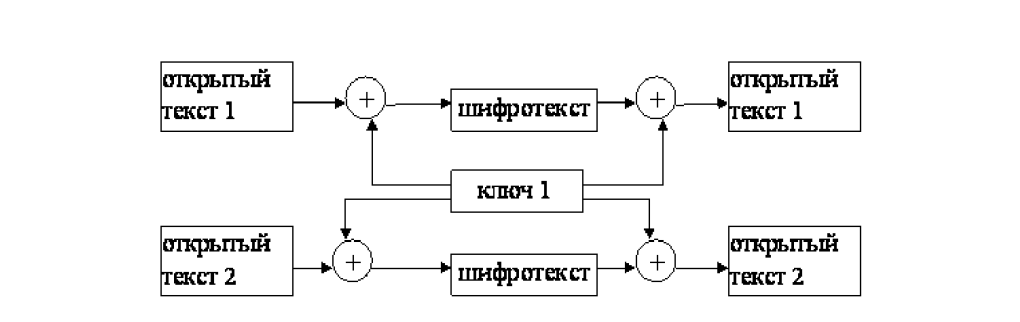 открытый
текст 1
+
шифротекст
+
открытый
текст 1
ключ 1
открытый
текст 2
+
шифротекст
+
открытый
текст 2